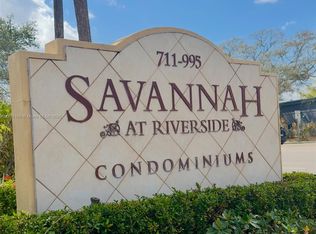 711-995
SAVANNAH
AT RIVERSIDE
CONDOMINIUMS